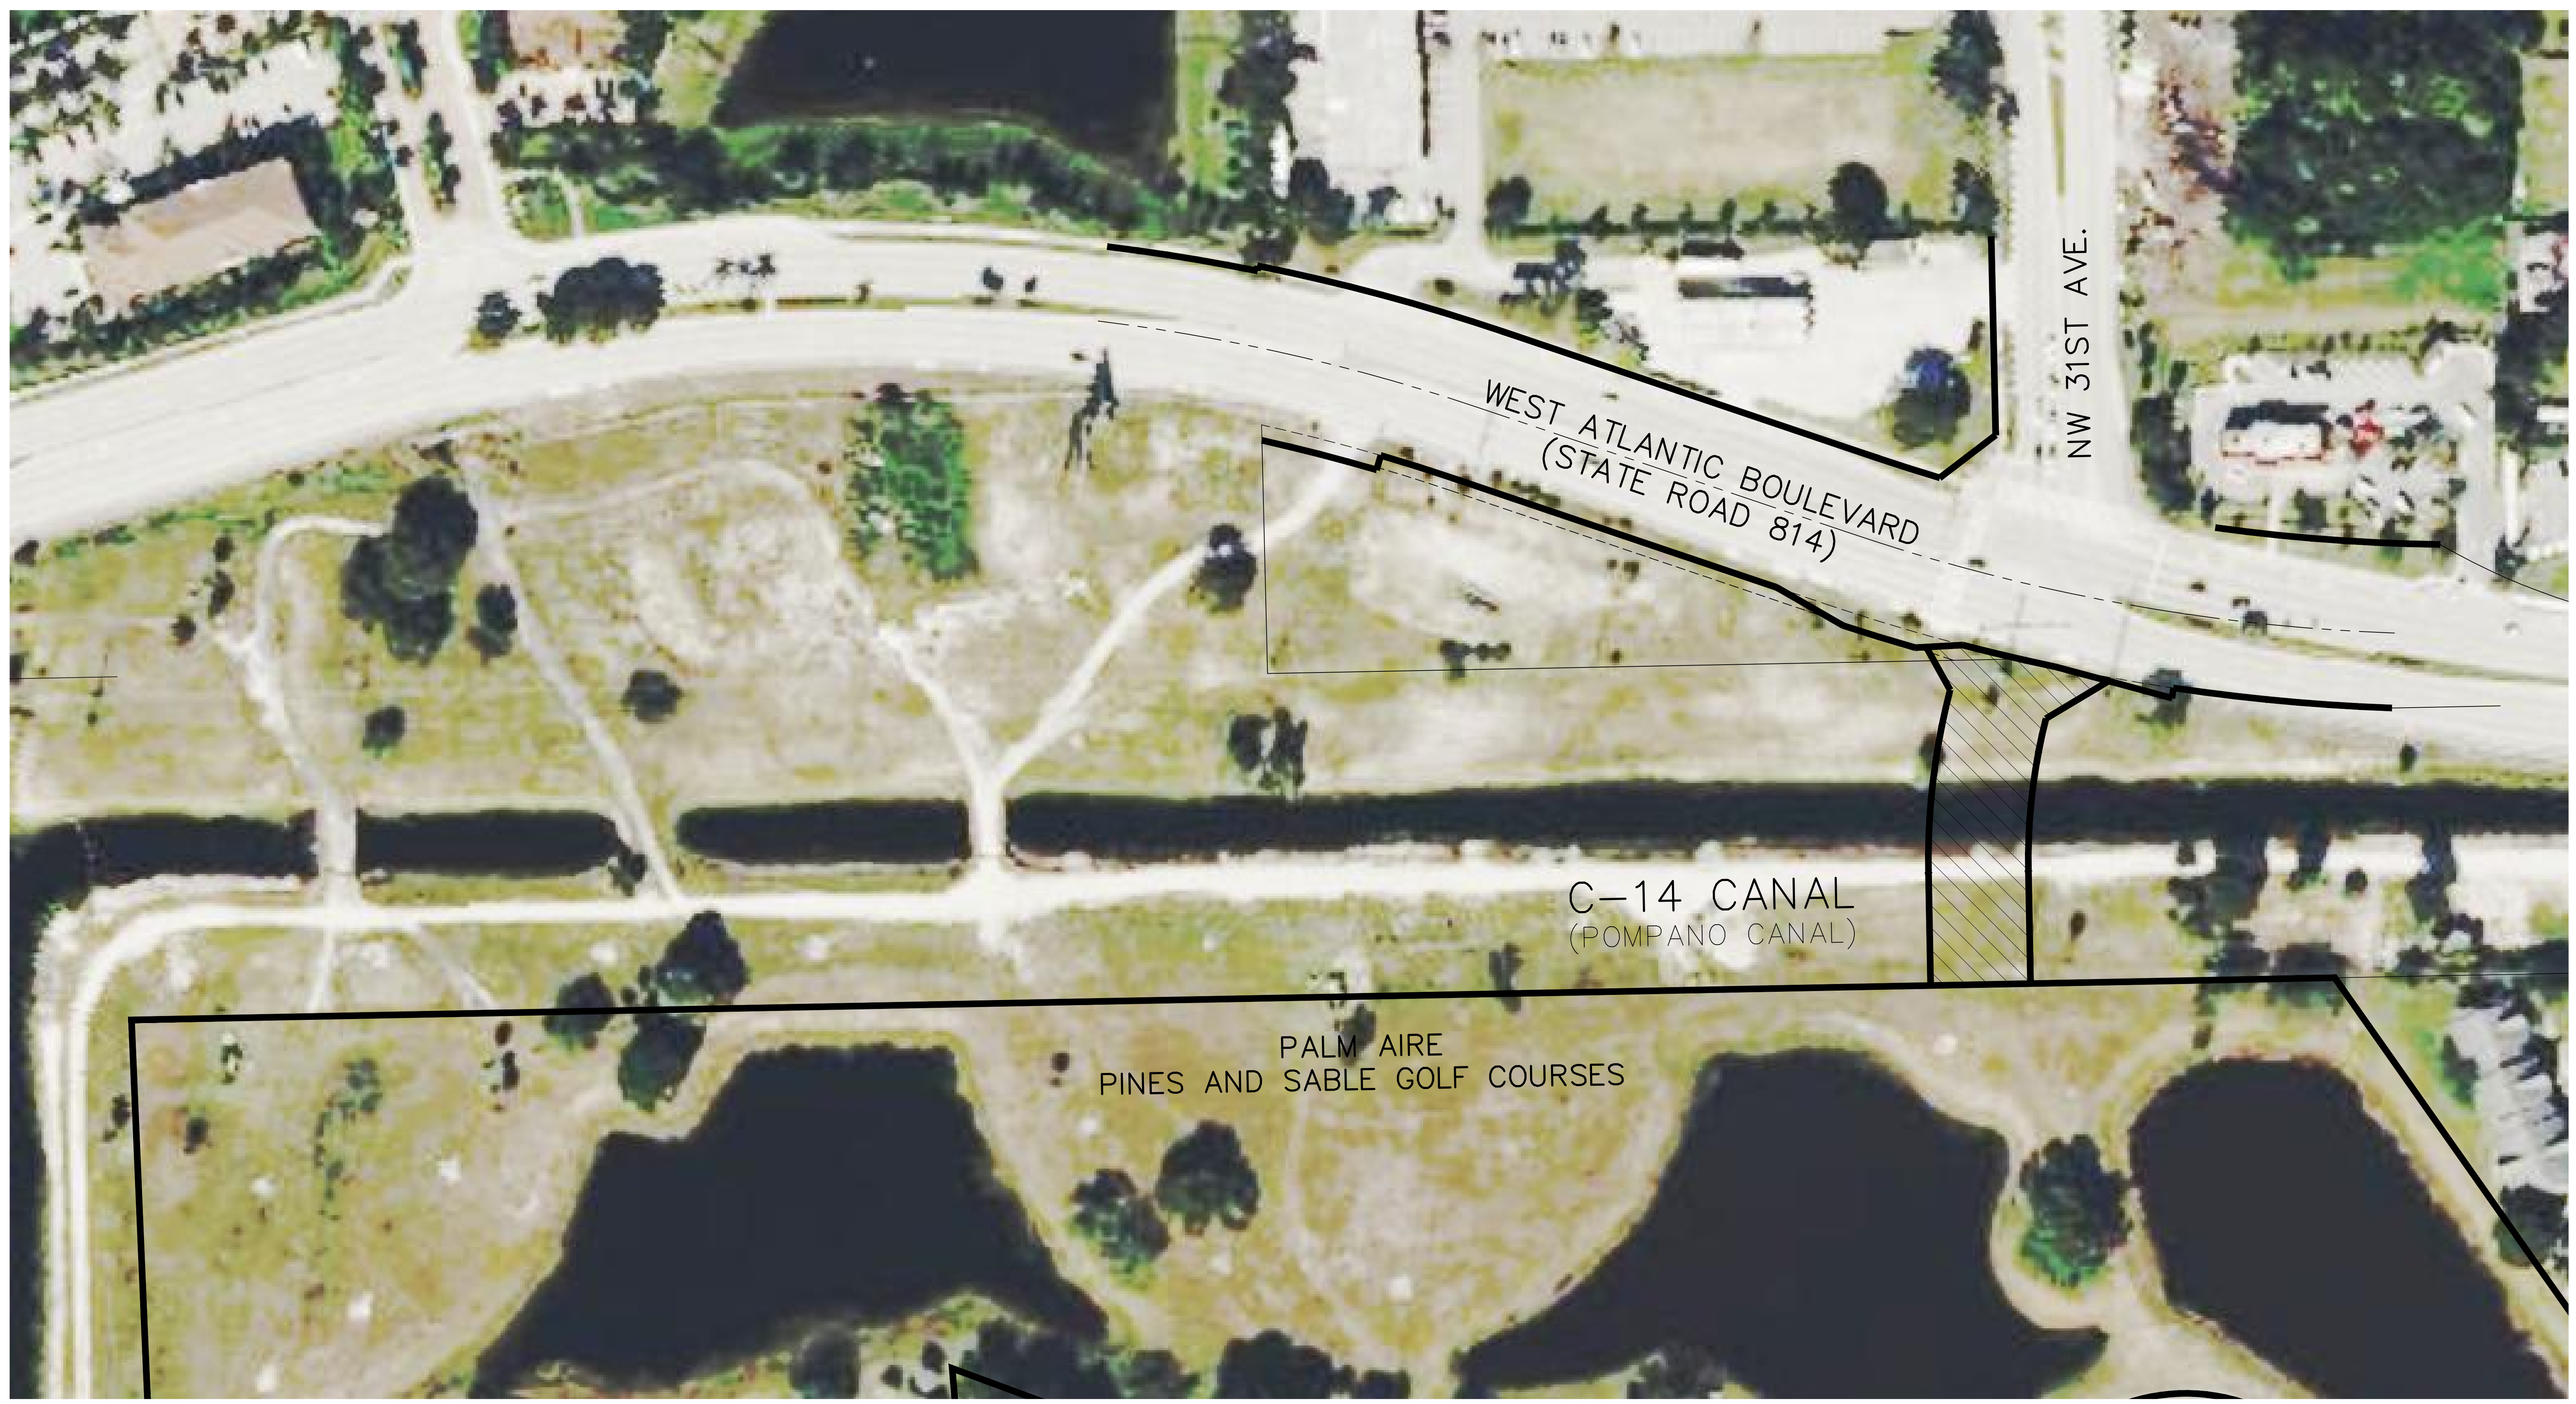 NW 31ST AVE.
WEST ATLANTIC BOULEVARD
(STATE ROAD 814)
C-14 CANAL
(POMPANO CANAL)
PALM AIRE
PINES AND SABLE GOLF COURSES